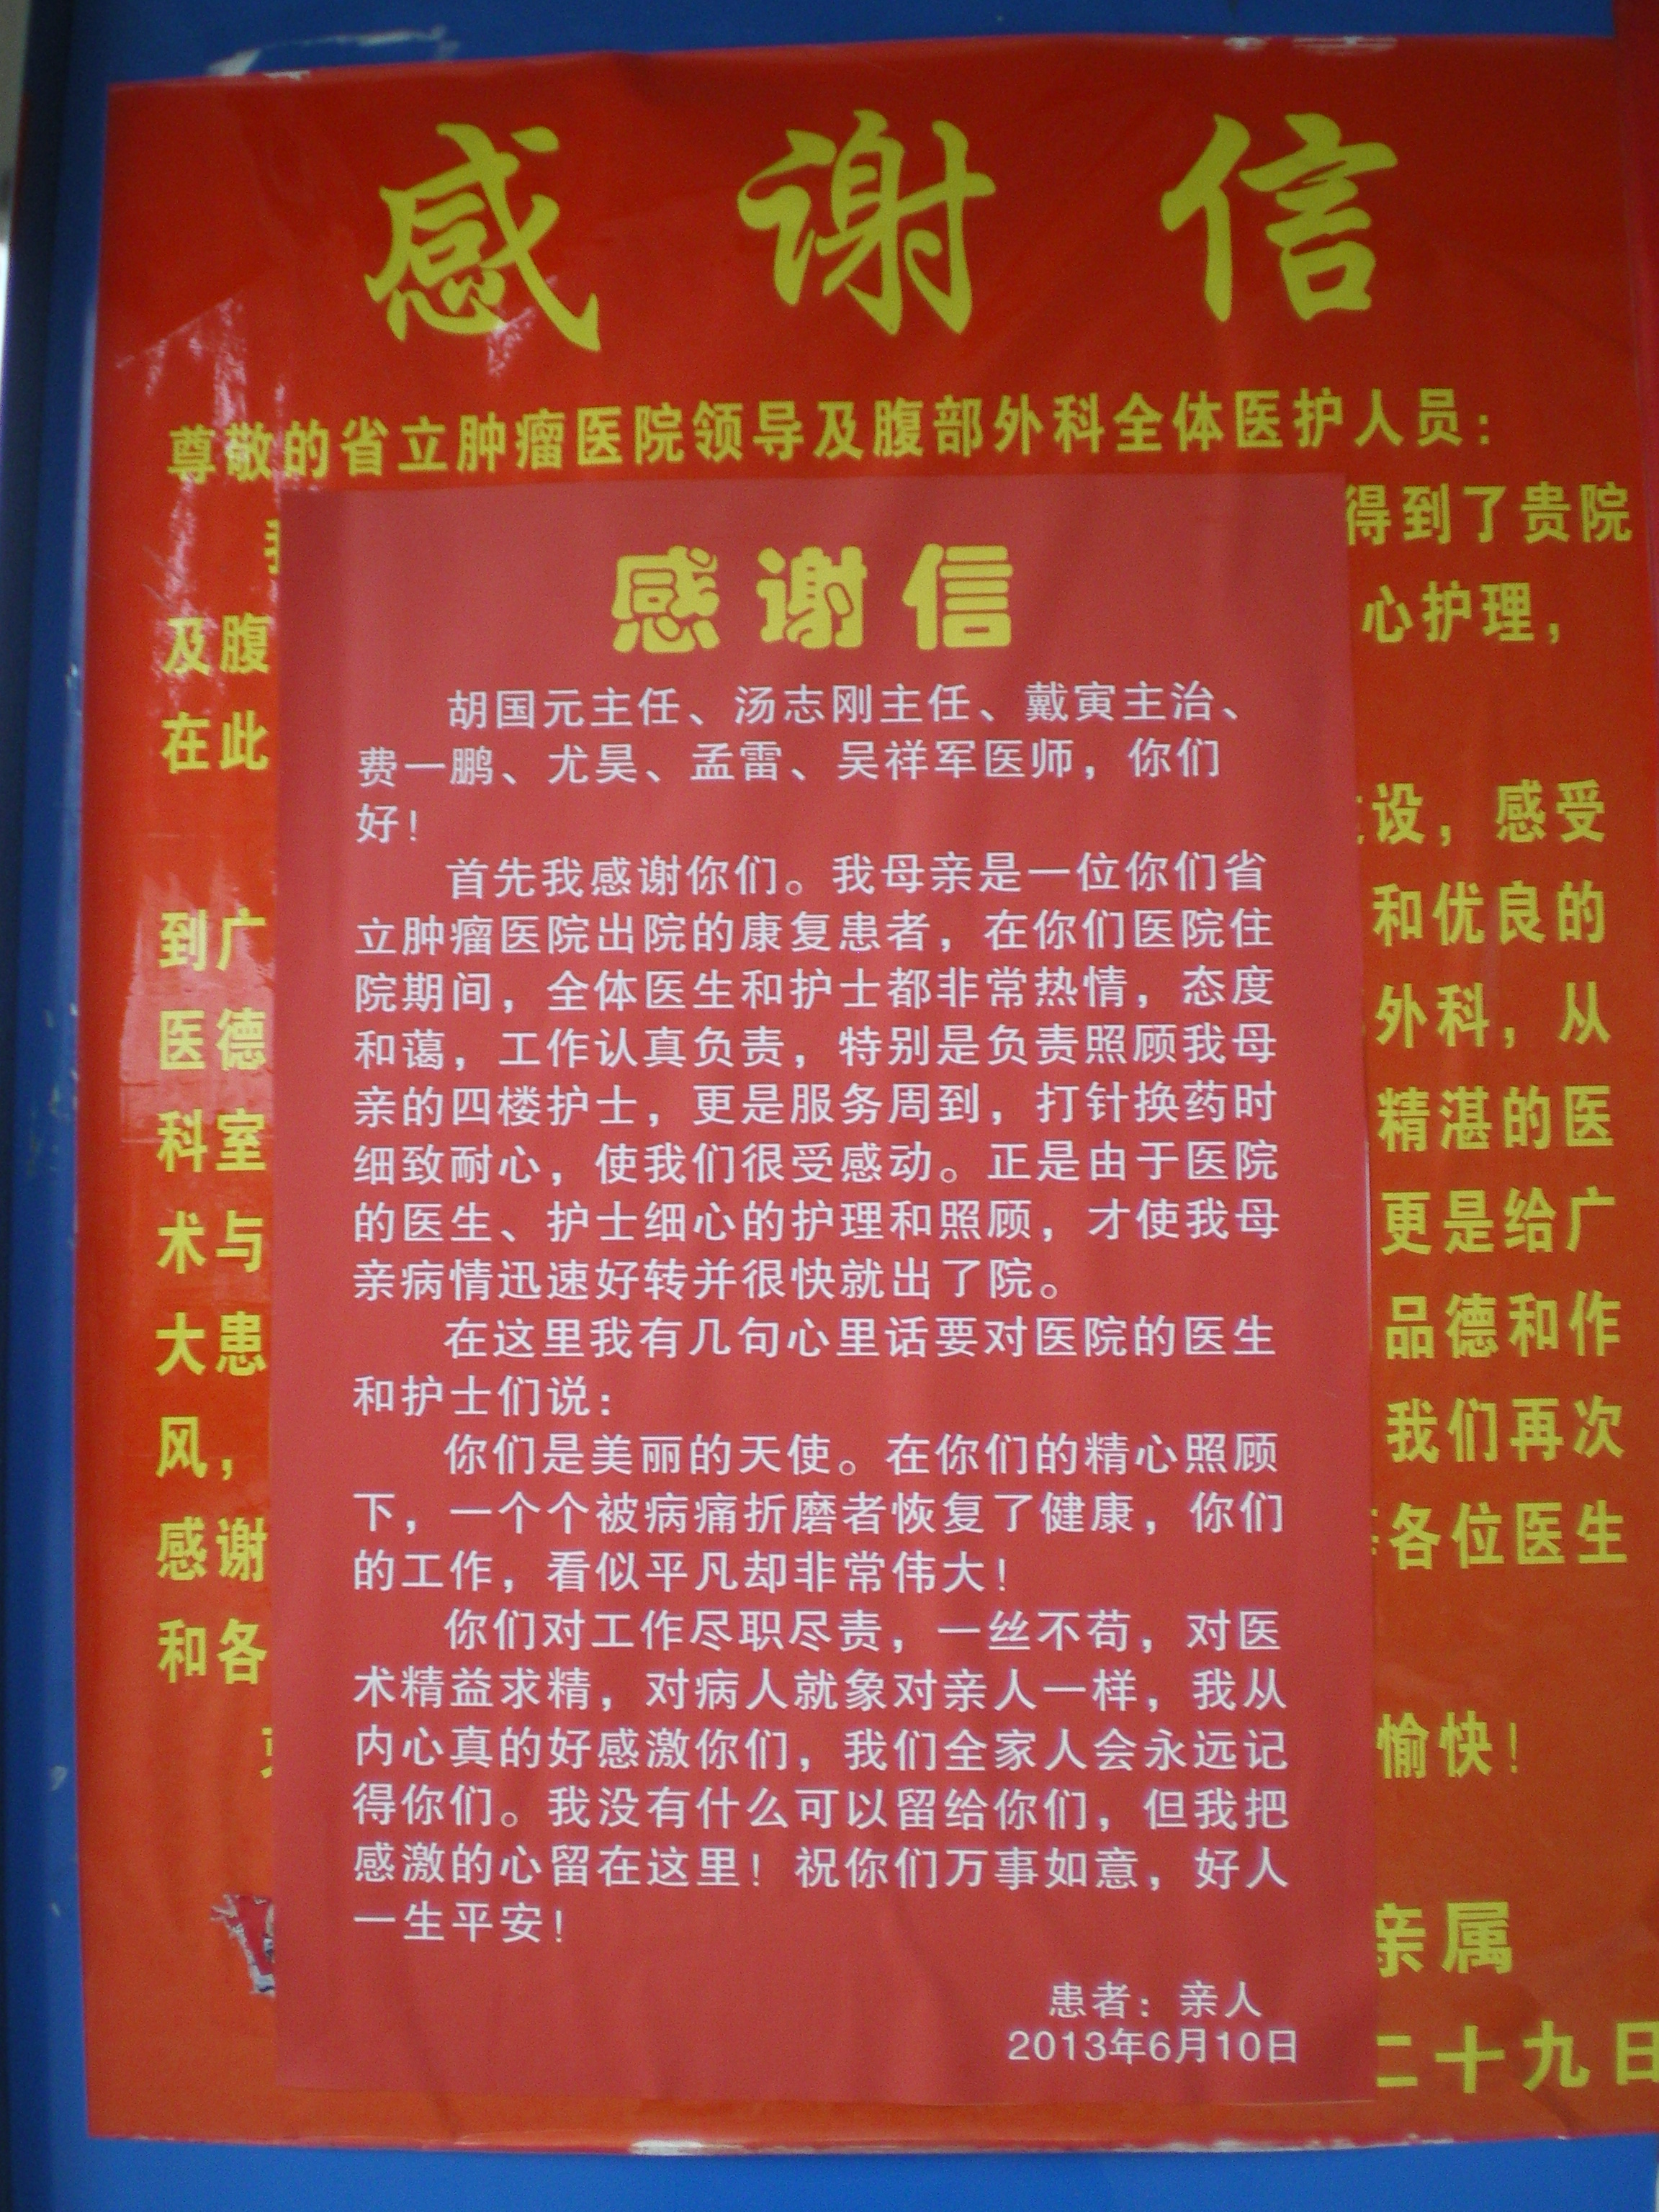 感谢信
尊敬的省立肿瘤医院领导及腹部外科全体医护人员：
得到了贵院
及腹
心护理，
在此
设，感受
到广
和优良的
医德
外科，从
科室
精湛的医
术与
更是给广
大患
品德和作
风，
我们再次
感谢
各位医生
和各
愉快！
亲属
二十九日
感谢信
胡国元主任、汤志刚主任、戴寅主治、
费一鹏、尤昊、孟雷、吴祥军医师，你们
好！
首先我感谢你们。我母亲是一位你们省
立肿瘤医院出院的康复患者，在你们医院住
院期间，全体医生和护士都非常热情，态度
和蔼，工作认真负责，特别是负责照顾我母
亲的四楼护士，更是服务周到，打针换药时
细致耐心，使我们很受感动。正是由于医院
的医生、护士细心的护理和照顾，才使我母
亲病情迅速好转并很快就出了院。
在这里我有几句心里话要对医院的医生
和护士们说：
你们是美丽的天使。在你们的精心照顾
下，一个个被病痛折磨者恢复了健康，你们
的工作，看似平凡却非常伟大！
你们对工作尽职尽责，一丝不苟，对医
术精益求精，对病人就象对亲人一样，我从
内心真的好感激你们，我们全家人会永远记
得你们。我没有什么可以留给你们，但我把
感激的心留在这里！祝你们万事如意，好人
一生平安！
患者：亲人
2013年6月10日